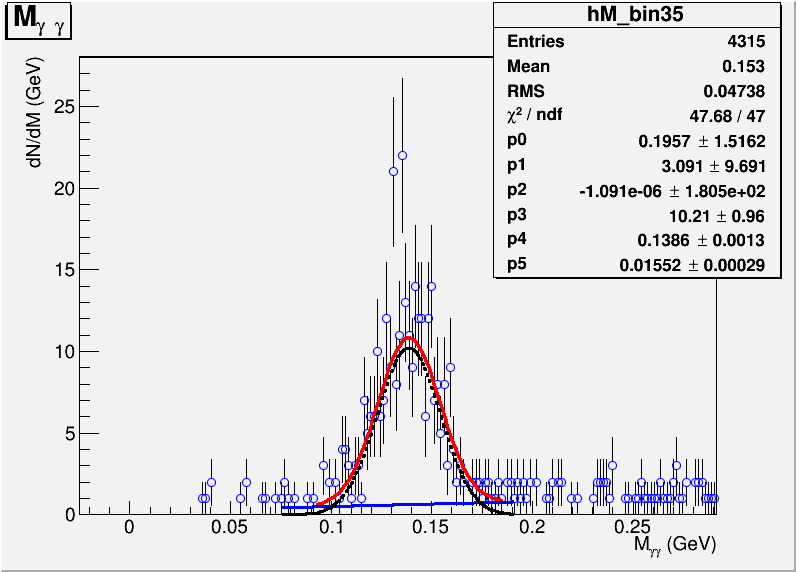 M γ γ
hM_bin35
Entries 4315
Mean 0.153
RMS 0.04738
χ² / ndf 47.68 / 47
p0 0.1957 ± 1.5162
p1 3.091 ± 9.691
p2 -1.091e-06 ± 1.805e+02
p3 10.21 ± 0.96
p4 0.1386 ± 0.0013
p5 0.01552 ± 0.00029
dN/dM (GeV)
25
20
15
10
5
0
0 0.05 0.1 0.15 0.2 0.25
Mγγ (GeV)